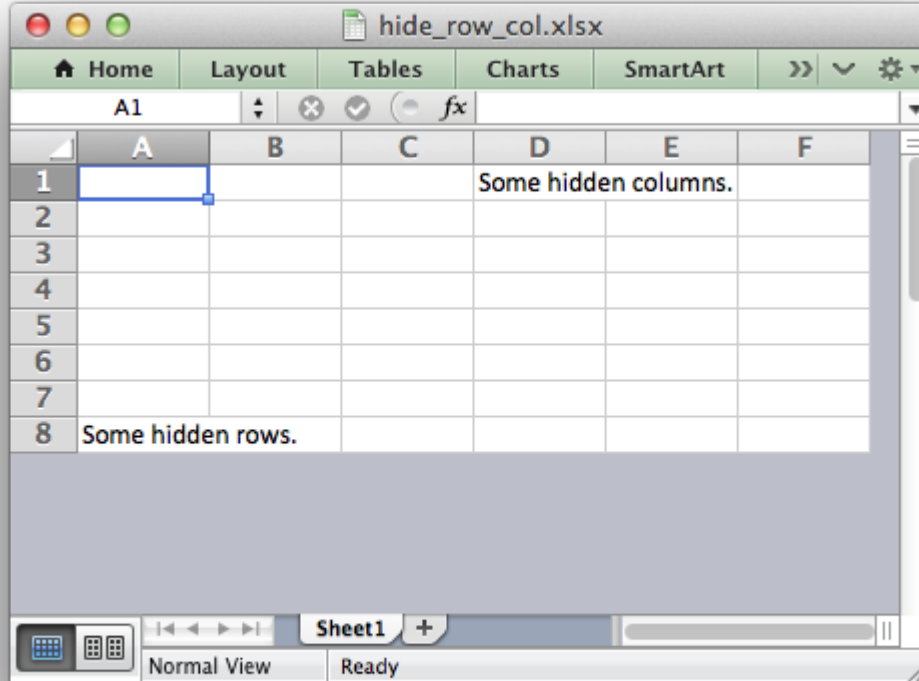 hide_row_col.xlsx
Home Layout Tables Charts SmartArt
A1 fx
A B C D E F
1 Some hidden columns.
2
3
4
5
6
7
8 Some hidden rows.
Sheet1
Normal View Ready